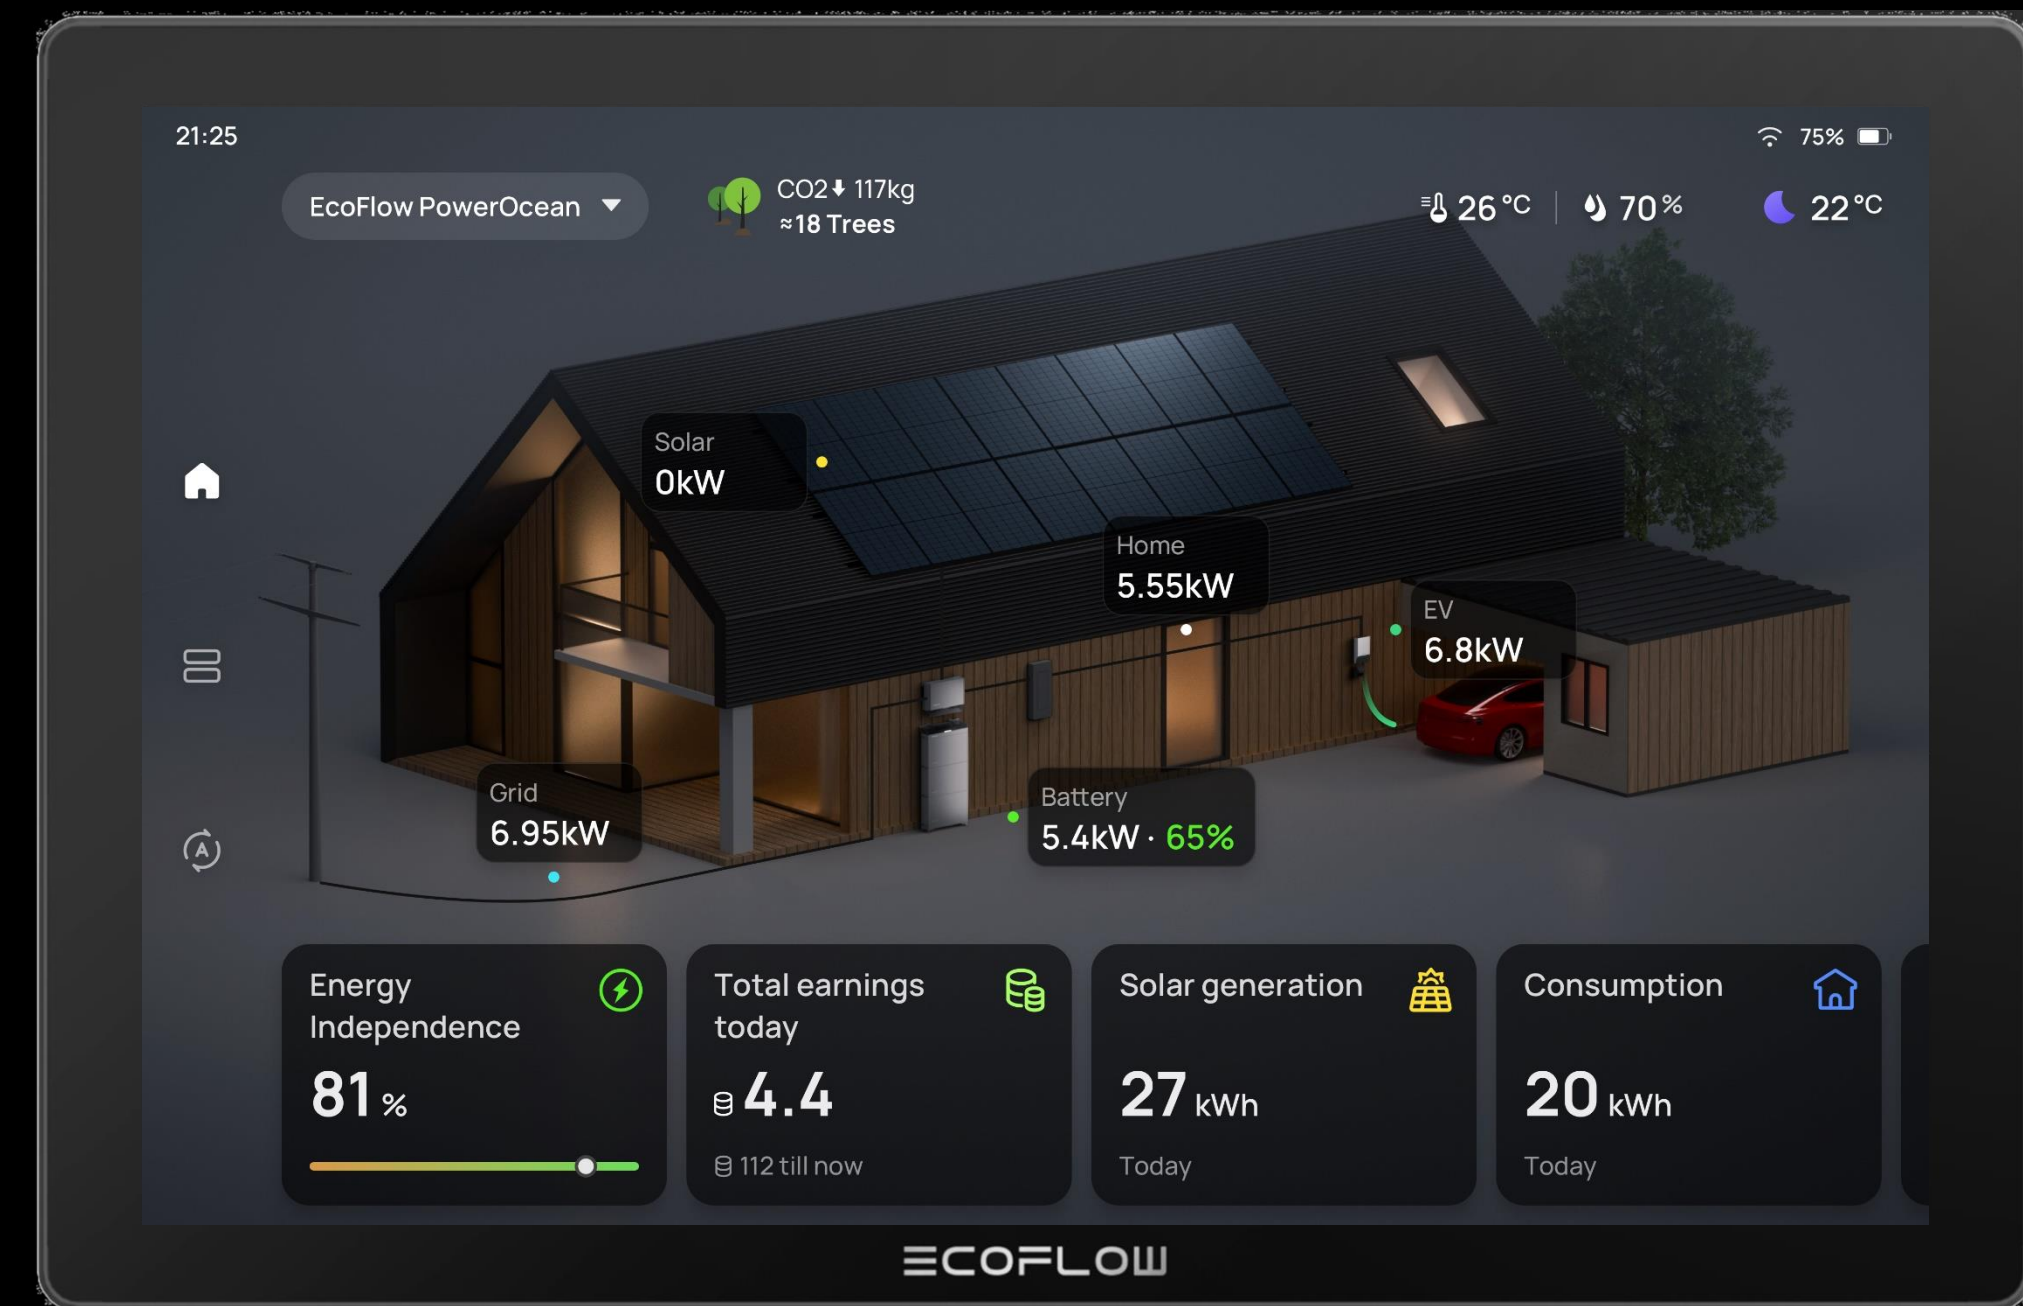 21:25
75%
EcoFlow PowerOcean
CO2⬇ 117kg
≈18 Trees
26°C
70%
22°C
Solar
0kW
Home
5.55kW
EV
6.8kW
Grid
6.95kW
Battery
5.4kW · 65%
A
Energy
Independence
81 %
Total earnings
today
4.4
112 till now
Solar generation
27 kWh
Today
Consumption
20 kWh
Today
ECOFLOW